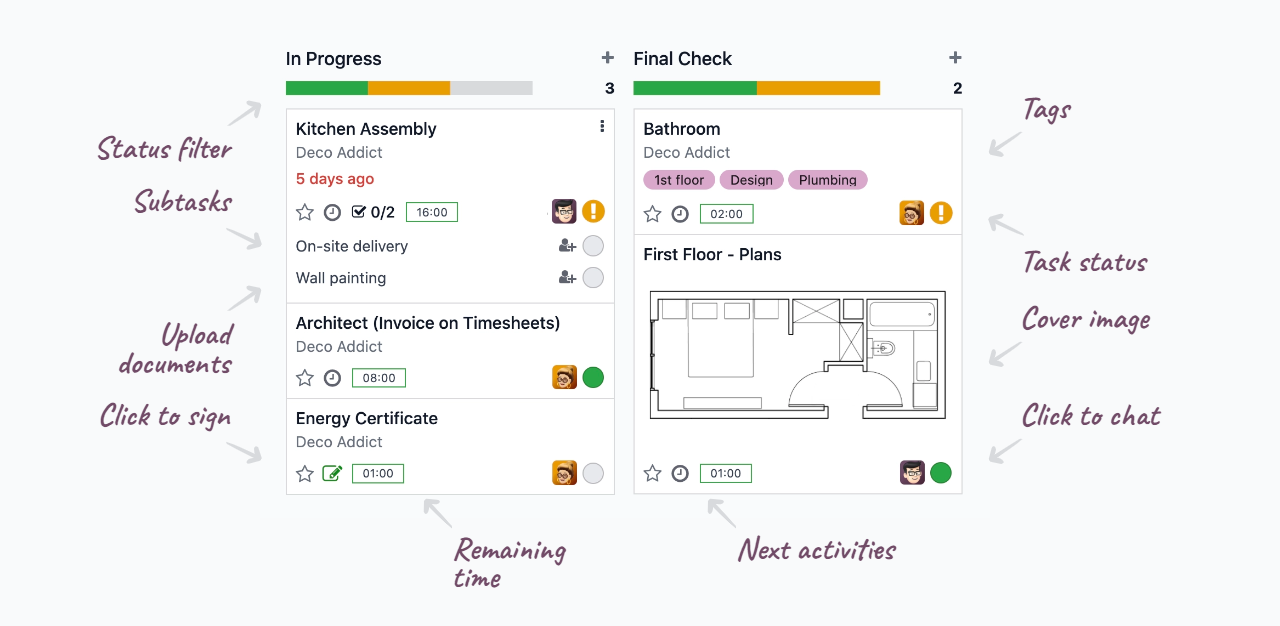 In Progress
3
Kitchen Assembly
Deco Addict
5 days ago
0/2 16:00
On-site delivery
Wall painting
Architect (Invoice on Timesheets)
Deco Addict
08:00
Energy Certificate
Deco Addict
01:00
Final Check
2
Bathroom
Deco Addict
1st floor Design Plumbing
02:00
First Floor - Plans
01:00
Status filter
Subtasks
Upload
documents
Click to sign
Remaining
time
Next activities
Tags
Task status
Cover image
Click to chat